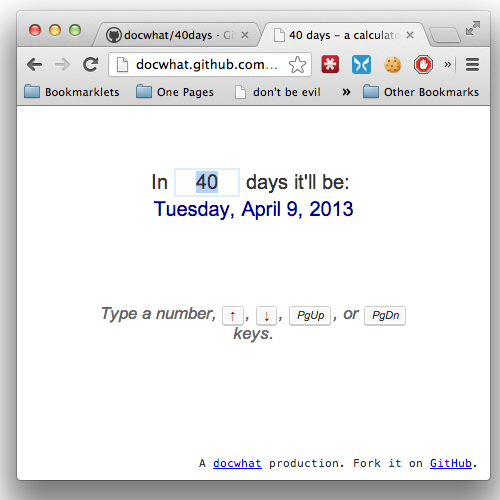 docwhat/40days - Gi
40 days – a calculato
docwhat.github.com...
Bookmarklets
One Pages
don't be evil
»
Other Bookmarks
In 40 days it'll be:
Tuesday, April 9, 2013
Type a number, ↑, ↓, PgUp, or PgDn
keys.
A docwhat production. Fork it on GitHub.